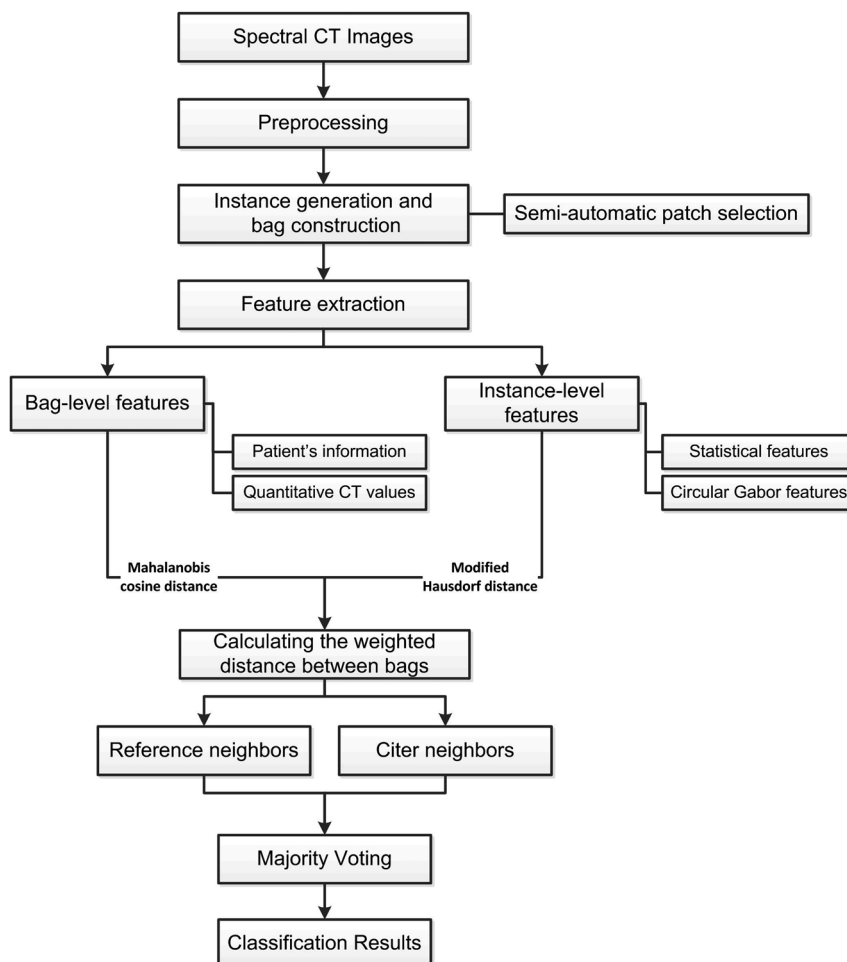 Spectral CT Images
Preprocessing
Instance generation and
bag construction
Semi-automatic patch selection
Feature extraction
Bag-level features
Instance-level
features
Patient's information
Quantitative CT values
Statistical features
Circular Gabor features
Mahalanobis
cosine distance
Modified
Hausdorf distance
Calculating the weighted
distance between bags
Reference neighbors
Citer neighbors
Majority Voting
Classification Results